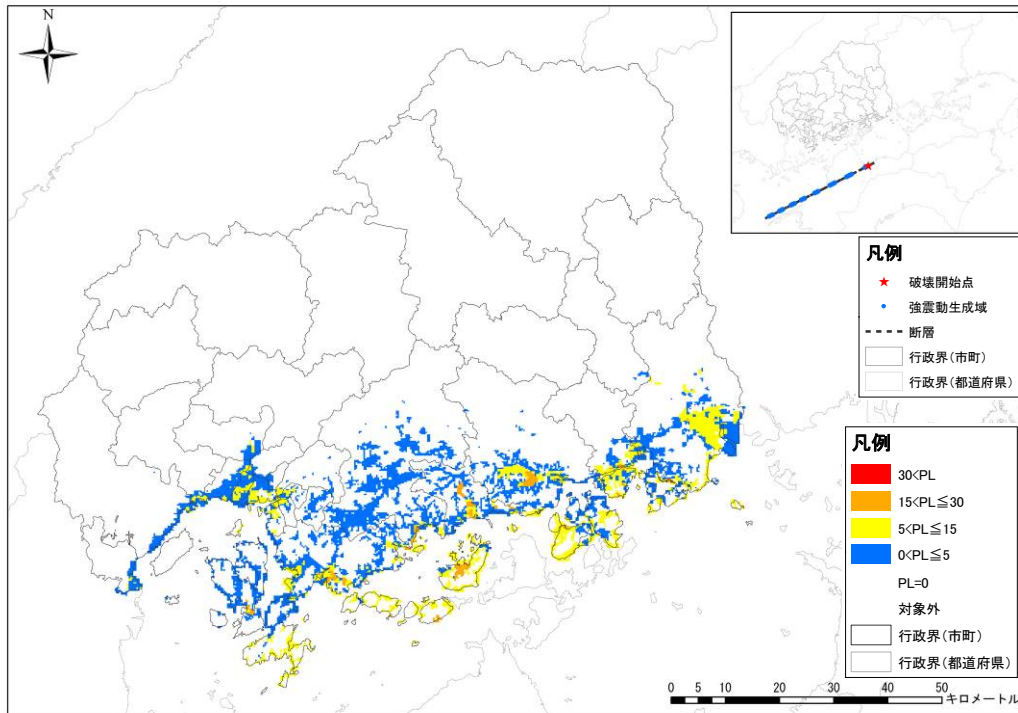 N
凡例
破壊開始点
強震動生成域
断層
行政界(市町)
行政界(都道府県)
凡例
30<PL
15<PL≦30
5<PL≦15
0<PL≦5
PL=0
対象外
行政界(市町)
行政界(都道府県)
0 5 10 20 30 40 50
キロメートル